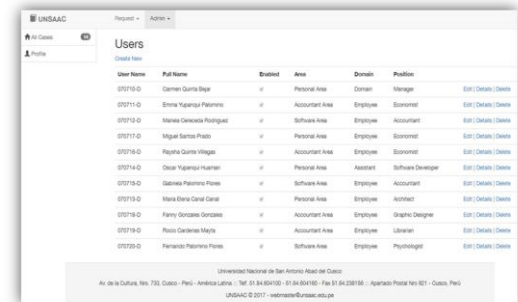 UNSAAC
Request
Admin
All Cases
Profile
Users
Create New
User Name Full Name Enabled Area Domain Position
070710-D Carmen Quinta Bejar Personal Area Domain Manager Edit | Details | Delete
070711-D Emma Yupanqui Palomino Accountant Area Employee Economist Edit | Details | Delete
070712-D Mariela Cereceda Rodriguez Software Area Employee Accountant Edit | Details | Delete
070717-D Miguel Santos Prado Personal Area Employee Economist Edit | Details | Delete
070716-D Raysha Quinte Villegas Accountant Area Employee Economist Edit | Details | Delete
070714-D Oscar Yupanqui Huaman Personal Area Assistant Software Developer Edit | Details | Delete
070715-D Gabriela Palomino Flores Software Area Employee Accountant Edit | Details | Delete
070713-D Maria Elena Canal Canal Personal Area Employee Architect Edit | Details | Delete
070718-D Fanny Gonzales Gonzales Accountant Area Employee Graphic Designer Edit | Details | Delete
070719-D Rocio Cardenas Mayta Accountant Area Employee Librarian Edit | Details | Delete
070720-D Fernando Palomino Flores Software Area Employee Psychologist Edit | Details | Delete
Universidad Nacional de San Antonio Abad del Cusco
Av. de la Cultura, Nro. 733, Cusco - Perú - América Latina :: Telf. 51.84.604100 - 51.84.604160 - Fax 51.84.238156 :: Apartado Postal Nro 921 - Cusco, Perú
UNSAAC © 2017 - webmaster@unsaac.edu.pe